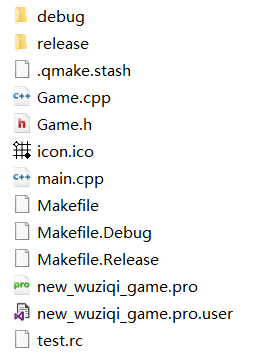 debug
release
.qmake.stash
Game.cpp
Game.h
icon.ico
main.cpp
Makefile
Makefile.Debug
Makefile.Release
new_wuziqi_game.pro
new_wuziqi_game.pro.user
test.rc